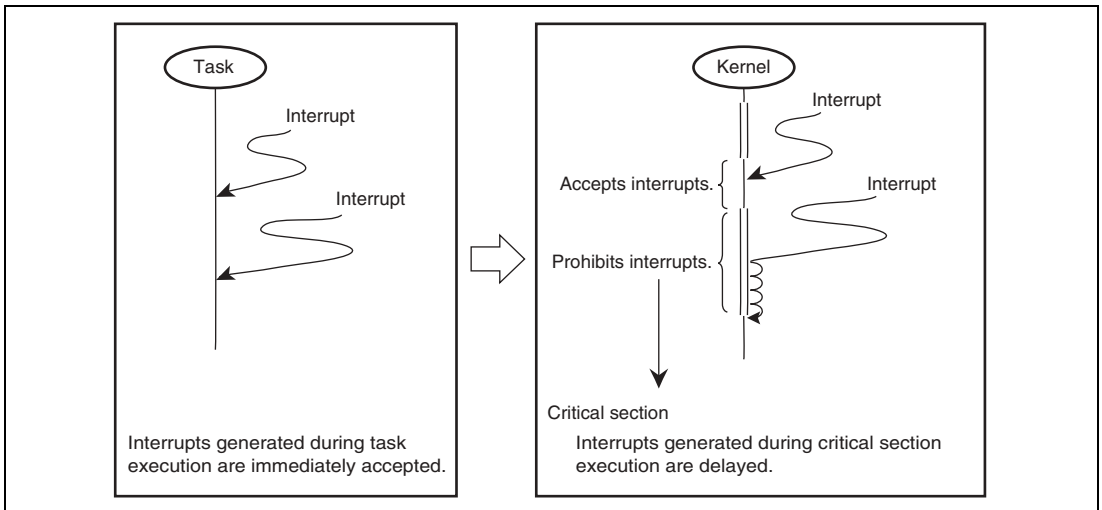 Task
Interrupt
Interrupt
Interrupts generated during task
execution are immediately accepted.
Kernel
Interrupt
Accepts interrupts.
Interrupt
Prohibits interrupts.
Critical section
Interrupts generated during critical section
execution are delayed.